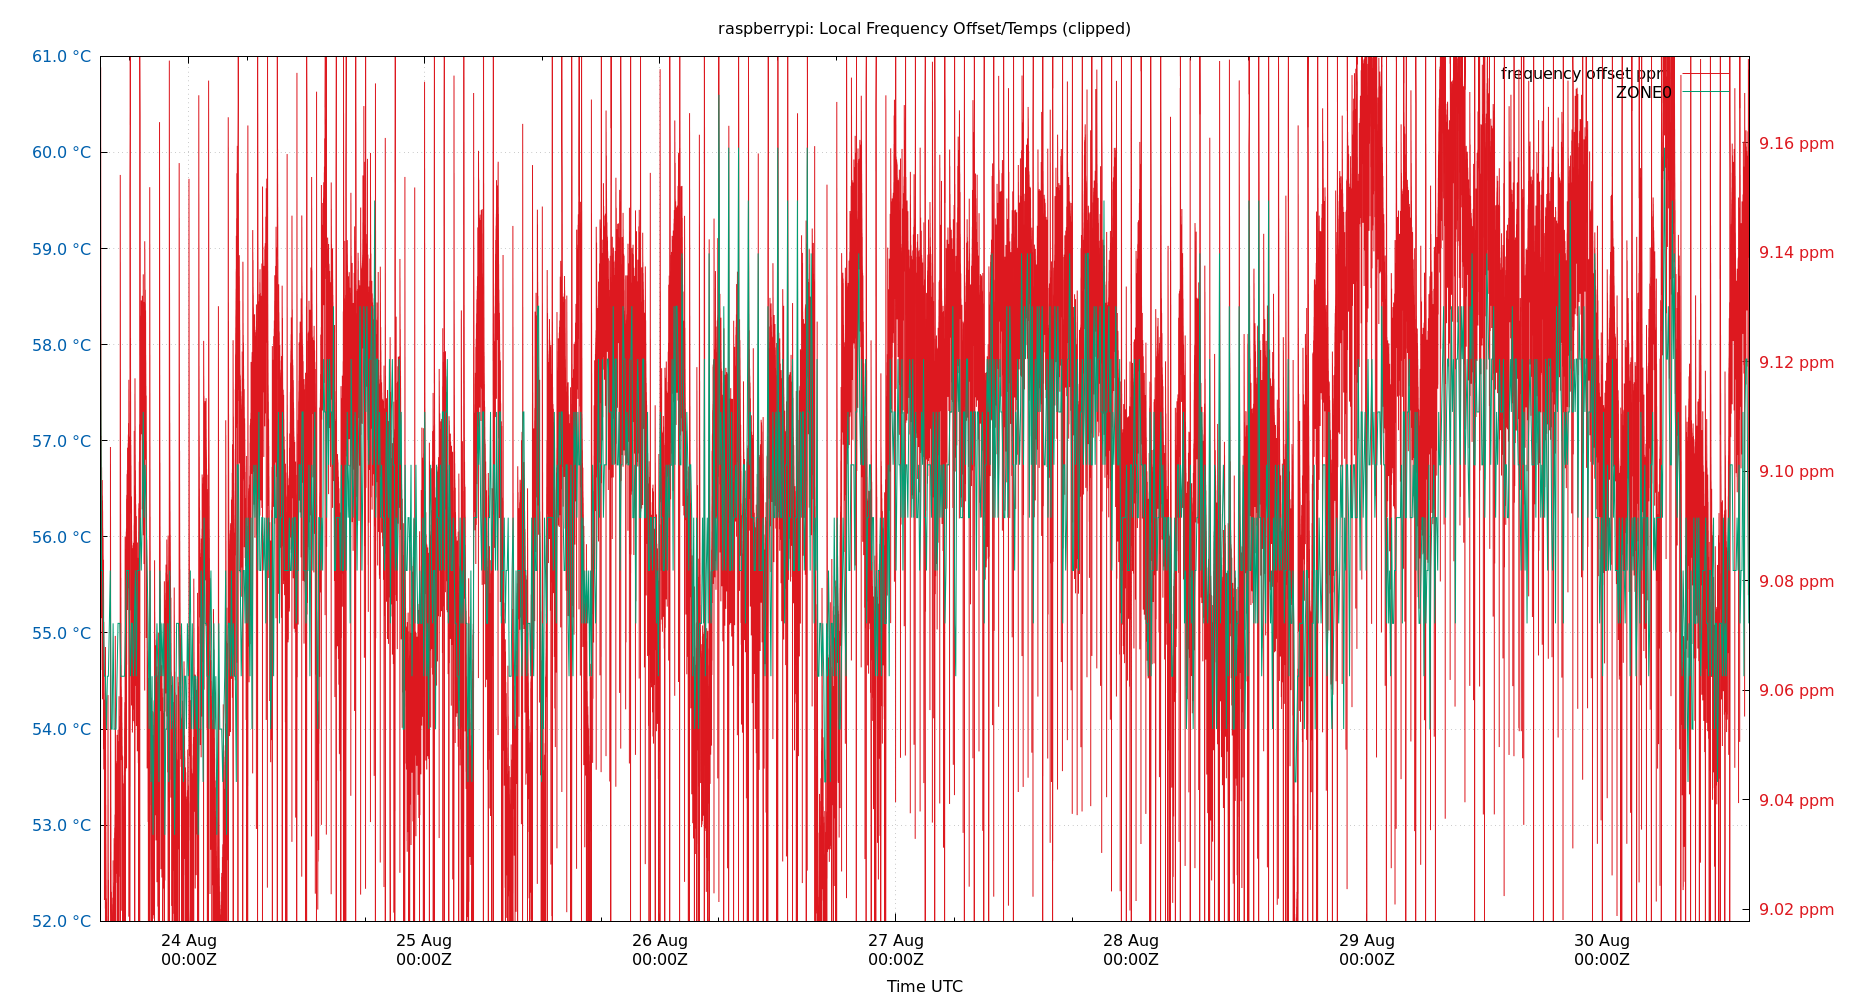 raspberrypi: Local Frequency Offset/Temps (clipped)
61.0 °C
60.0 °C
59.0 °C
58.0 °C
57.0 °C
56.0 °C
55.0 °C
54.0 °C
53.0 °C
52.0 °C
frequency offset ppm
ZONE0
9.16 ppm
9.14 ppm
9.12 ppm
9.10 ppm
9.08 ppm
9.06 ppm
9.04 ppm
9.02 ppm
24 Aug
00:00Z
25 Aug
00:00Z
26 Aug
00:00Z
27 Aug
00:00Z
28 Aug
00:00Z
29 Aug
00:00Z
30 Aug
00:00Z
Time UTC